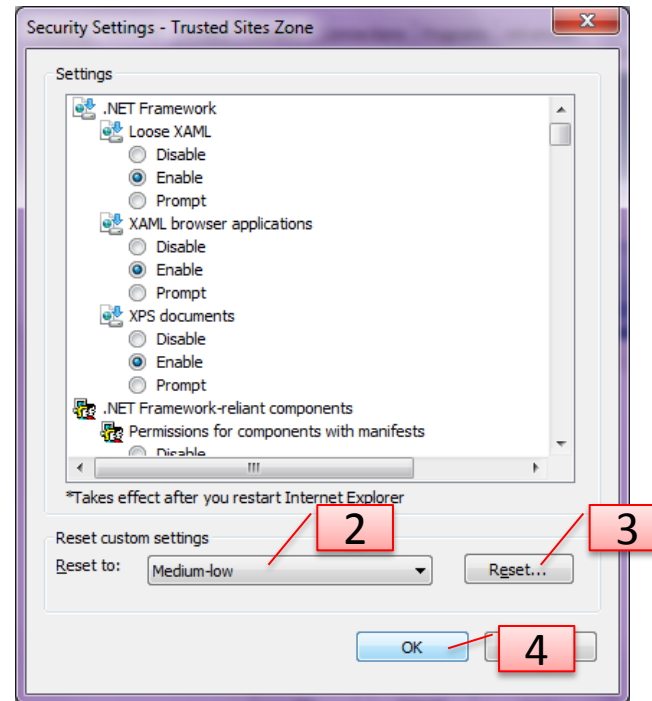 Security Settings - Trusted Sites Zone
Settings
.NET Framework
Loose XAML
Disable
Enable
Prompt
XAML browser applications
Disable
Enable
Prompt
XPS documents
Disable
Enable
Prompt
.NET Framework-reliant components
Permissions for components with manifests
Disable
*Takes effect after you restart Internet Explorer
2
3
Reset custom settings
Reset to:
Medium-low
Reset...
OK
4